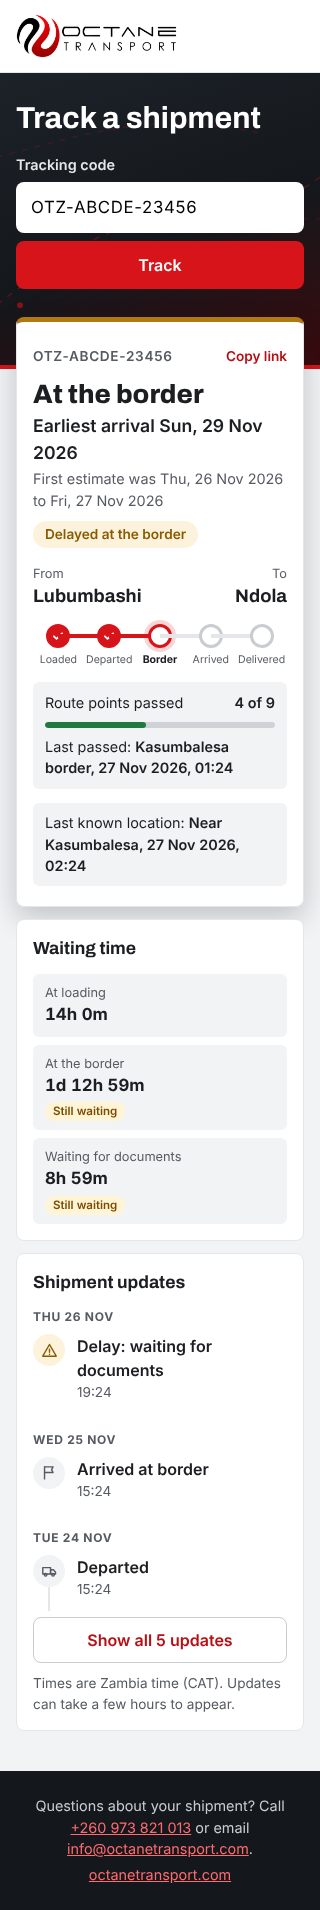 OCTANE
TRANSPORT
Track a shipment
Tracking code
OTZ-ABCDE-23456
Track
OTZ-ABCDE-23456
Copy link
At the border
Earliest arrival Sun, 29 Nov
2026
First estimate was Thu, 26 Nov 2026
to Fri, 27 Nov 2026
Delayed at the border
From
To
Lubumbashi
Ndola
Loaded
Departed
Border
Arrived
Delivered
Route points passed
4 of 9
Last passed: Kasumbalesa
border, 27 Nov 2026, 01:24
Last known location: Near
Kasumbalesa, 27 Nov 2026,
02:24
Waiting time
At loading
14h 0m
At the border
1d 12h 59m
Still waiting
Waiting for documents
8h 59m
Still waiting
Shipment updates
THU 26 NOV
Delay: waiting for
documents
19:24
WED 25 NOV
Arrived at border
15:24
TUE 24 NOV
Departed
15:24
Show all 5 updates
Times are Zambia time (CAT). Updates
can take a few hours to appear.
Questions about your shipment? Call
+260 973 821 013 or email
info@octanetransport.com.
octanetransport.com